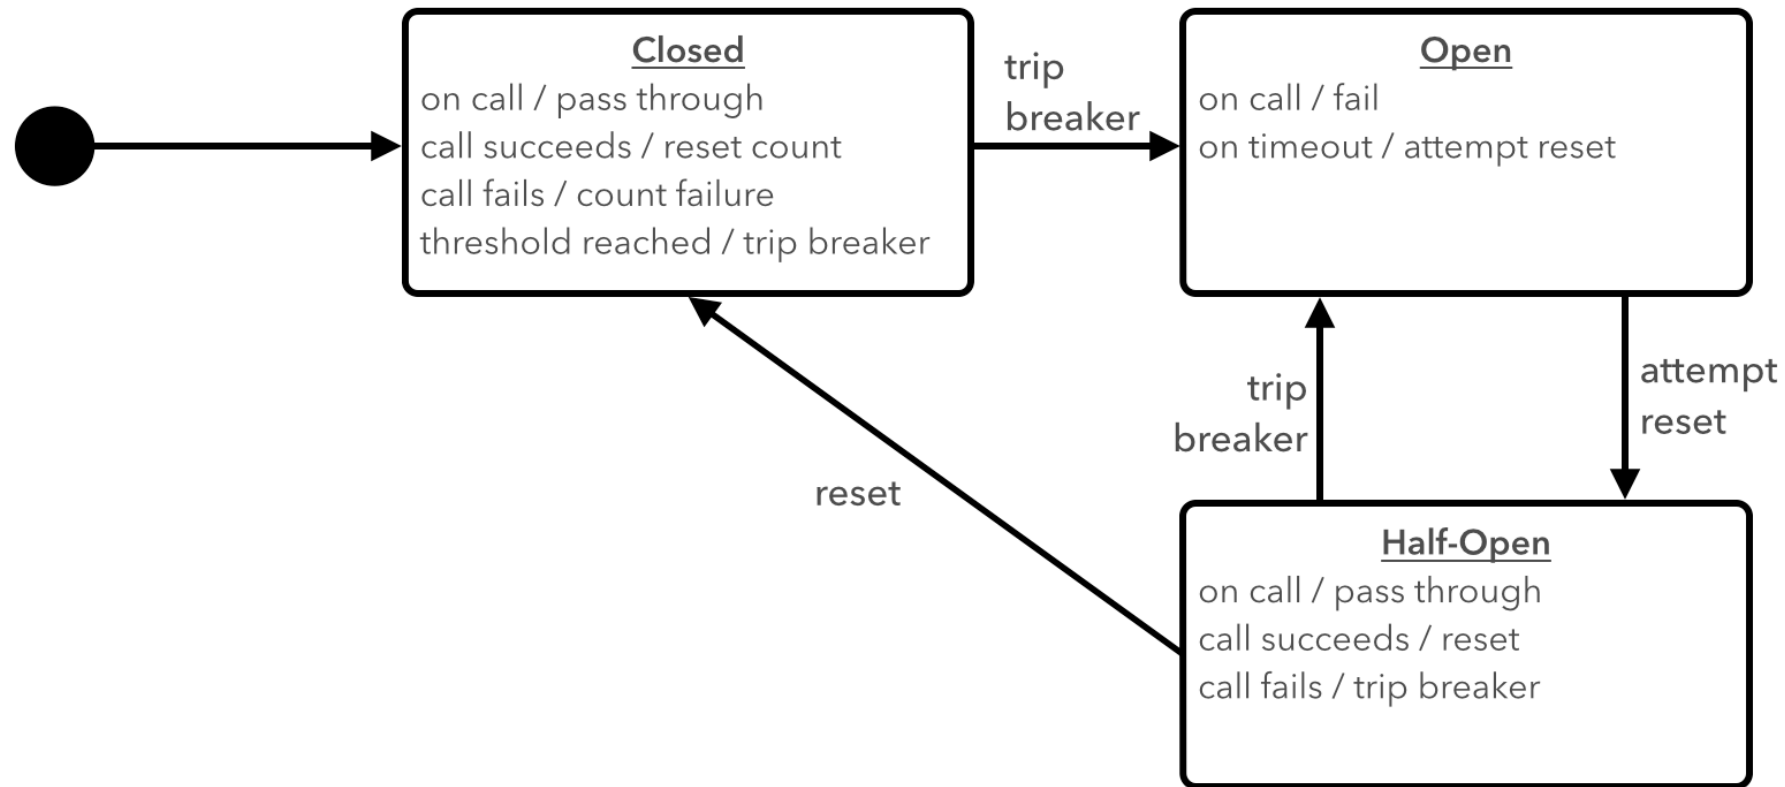 Closed
on call / pass through
call succeeds / reset count
call fails / count failure
threshold reached / trip breaker
trip
breaker
Open
on call / fail
on timeout / attempt reset
trip
breaker
attempt
reset
reset
Half-Open
on call / pass through
call succeeds / reset
call fails / trip breaker